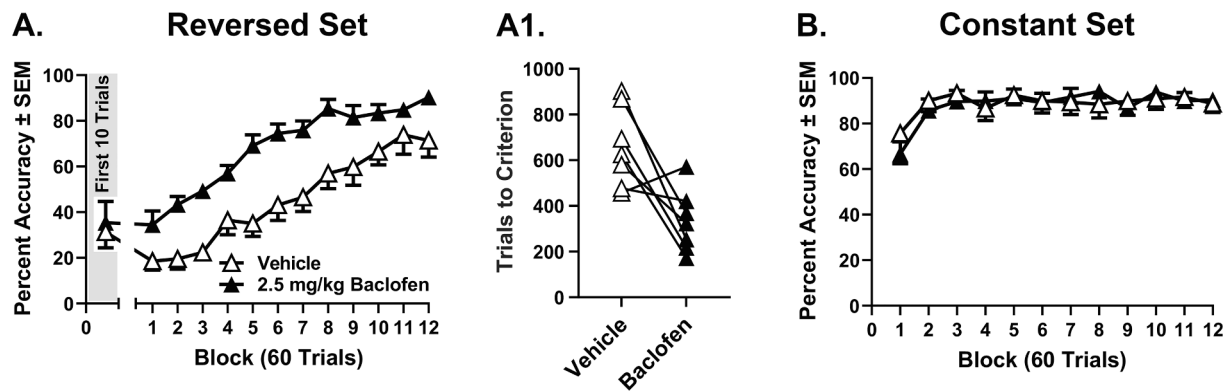 A. Reversed Set
Percent Accuracy ± SEM
100
80
60
40
20
0
First 10 Trials
Vehicle
2.5 mg/kg Baclofen
0 1 2 3 4 5 6 7 8 9 10 11 12
Block (60 Trials)
A1.
Trials to Criterion
1000
800
600
400
200
0
Vehicle
Baclofen
B. Constant Set
Percent Accuracy ± SEM
100
80
60
40
20
0
0 1 2 3 4 5 6 7 8 9 10 11 12
Block (60 Trials)